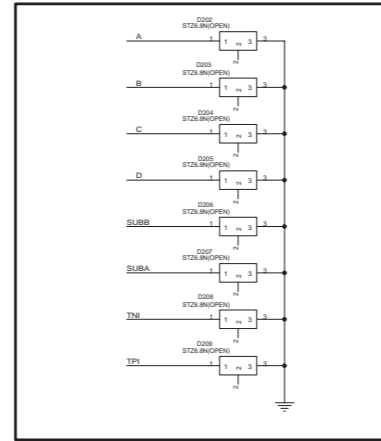 D202
STZ6.8N(OPEN)
A 1 1 2 3 3
2
D203
STZ6.8N(OPEN)
B 1 1 2 3 3
2
D204
STZ6.8N(OPEN)
C 1 1 2 3 3
2
D205
STZ6.8N(OPEN)
D 1 1 2 3 3
2
D206
STZ6.8N(OPEN)
SUBB 1 1 2 3 3
2
D207
STZ6.8N(OPEN)
SUBA 1 1 2 3 3
2
D208
STZ6.8N(OPEN)
TNI 1 1 2 3 3
2
D209
STZ6.8N(OPEN)
TPI 1 1 2 3 3
2